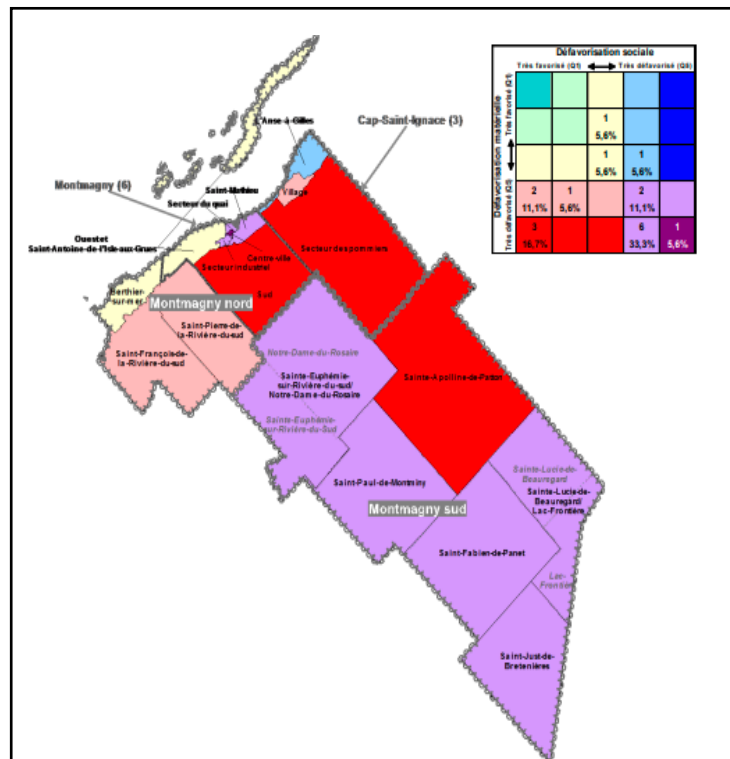 Défavorisation sociale
Très favorisé (Q1)
Très défavorisé (Q5)
Défavorisation matérielle
Très défavorisé (Q5)
Très favorisé (Q1)
1
5,6%
1
5,6%
1
5,6%
2
11,1%
1
5,6%
2
11,1%
3
16,7%
6
33,3%
1
5,6%
l'Anse-à-Gilles
Cap-Saint-Ignace (3)
Montmagny (6)
Saint-Mathieu
Secteur du quai
Village
Ouest et
Saint-Antoine-de-l'Isle-aux-Grues
Centre-ville
Secteur industriel
Secteur des pommiers
Berthier-
sur-mer
Sud
Montmagny nord
Saint-Pierre-de-
la-Rivière-du-sud
Saint-François-de-
la-Rivière-du-sud
Notre-Dame-du-Rosaire
Sainte-Euphémie-
sur-Rivière-du-sud/
Notre-Dame-du-Rosaire
Sainte-Apolline-de-Patton
Sainte-Euphémie-
sur-Rivière-du-Sud
Saint-Paul-de-Montminy
Sainte-Lucie-de-
Beauregard
Sainte-Lucie-de-
Beauregard/
Lac-Frontière
Montmagny sud
Saint-Fabien-de-Panet
Lac-
Frontière
Saint-Just-de-
Bretenières